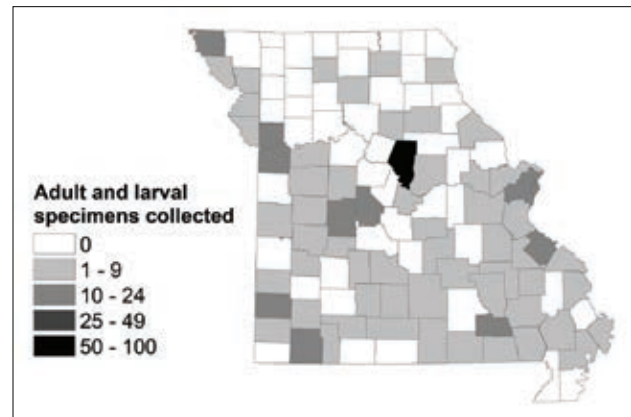 Adult and larval
specimens collected
0
1 - 9
10 - 24
25 - 49
50 - 100